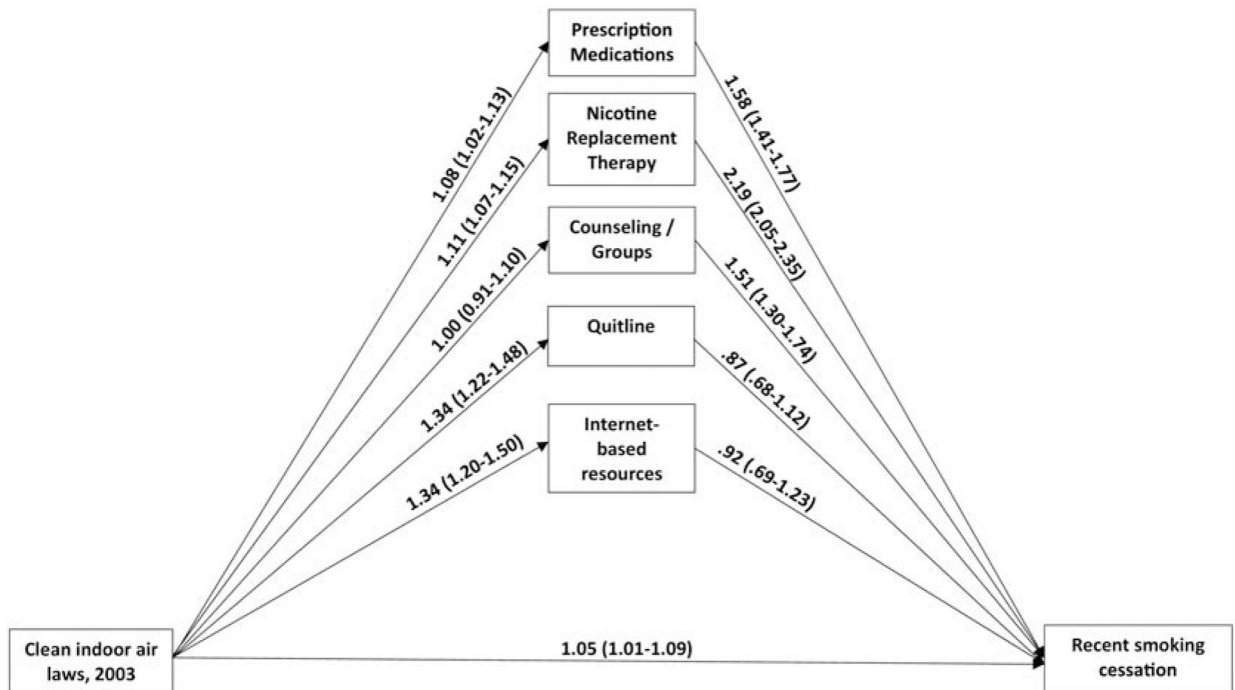 Prescription
Medications
1.08 (1.02-1.13)
1.58 (1.41-1.77)
Nicotine
Replacement
Therapy
1.11 (1.07-1.15)
2.19 (2.05-2.35)
Counseling /
Groups
1.00 (0.91-1.10)
1.51 (1.30-1.74)
Quitline
1.34 (1.22-1.48)
.87 (.68-1.12)
Internet-
based
resources
1.34 (1.20-1.50)
.92 (.69-1.23)
Clean indoor air
laws, 2003
1.05 (1.01-1.09)
Recent smoking
cessation